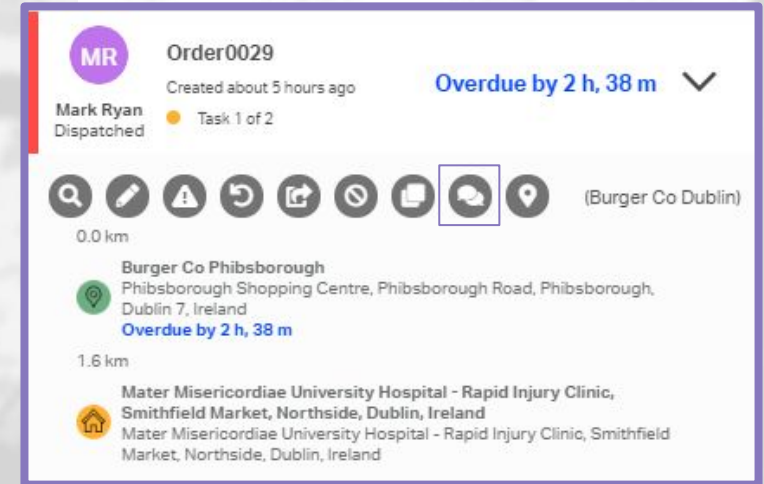 MR
Order0029
Created about 5 hours ago
Overdue by 2 h, 38 m
Mark Ryan
Dispatched
Task 1 of 2
(Burger Co Dublin)
0.0 km
Burger Co Phibsborough
Phibsborough Shopping Centre, Phibsborough Road, Phibsborough,
Dublin 7, Ireland
Overdue by 2 h, 38 m
1.6 km
Mater Misericordiae University Hospital - Rapid Injury Clinic,
Smithfield Market, Northside, Dublin, Ireland
Mater Misericordiae University Hospital - Rapid Injury Clinic, Smithfield
Market, Northside, Dublin, Ireland